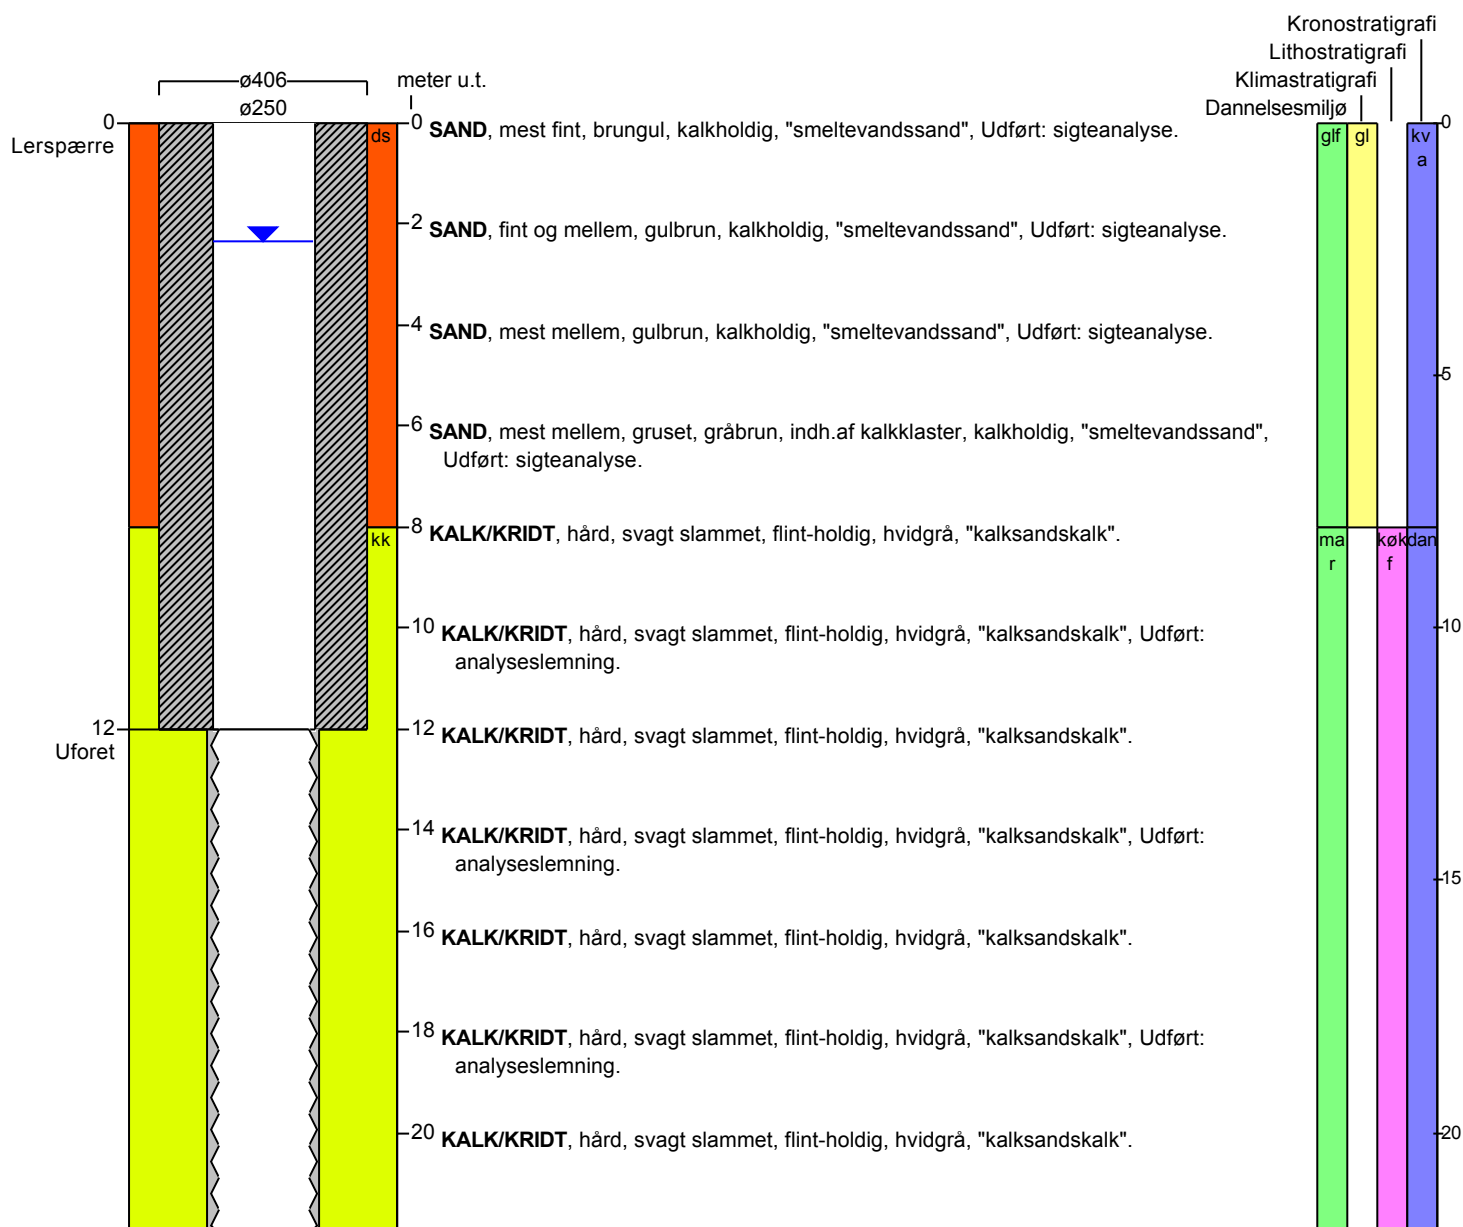 Kronostratigrafi
Lithostratigrafi
Klimastratigrafi
Dannelsesmiljø
ø406
meter u.t.
ø250
0
Lerspærre
0
ds
SAND, mest fint, brungul, kalkholdig, "smeltevandssand", Udført: sigteanalyse.
glf
gl
kv
a
0
2
SAND, fint og mellem, gulbrun, kalkholdig, "smeltevandssand", Udført: sigteanalyse.
4
SAND, mest mellem, gulbrun, kalkholdig, "smeltevandssand", Udført: sigteanalyse.
5
6
SAND, mest mellem, gruset, gråbrun, indh.af kalkklaster, kalkholdig, "smeltevandssand",
Udført: sigteanalyse.
8
kk
KALK/KRIDT, hård, svagt slammet, flint-holdig, hvidgrå, "kalksandskalk".
ma
r
køk
f
dan
10
KALK/KRIDT, hård, svagt slammet, flint-holdig, hvidgrå, "kalksandskalk", Udført:
analyseslemning.
10
12
Uforet
12
KALK/KRIDT, hård, svagt slammet, flint-holdig, hvidgrå, "kalksandskalk".
14
KALK/KRIDT, hård, svagt slammet, flint-holdig, hvidgrå, "kalksandskalk", Udført:
analyseslemning.
15
16
KALK/KRIDT, hård, svagt slammet, flint-holdig, hvidgrå, "kalksandskalk".
18
KALK/KRIDT, hård, svagt slammet, flint-holdig, hvidgrå, "kalksandskalk", Udført:
analyseslemning.
20
KALK/KRIDT, hård, svagt slammet, flint-holdig, hvidgrå, "kalksandskalk".
20